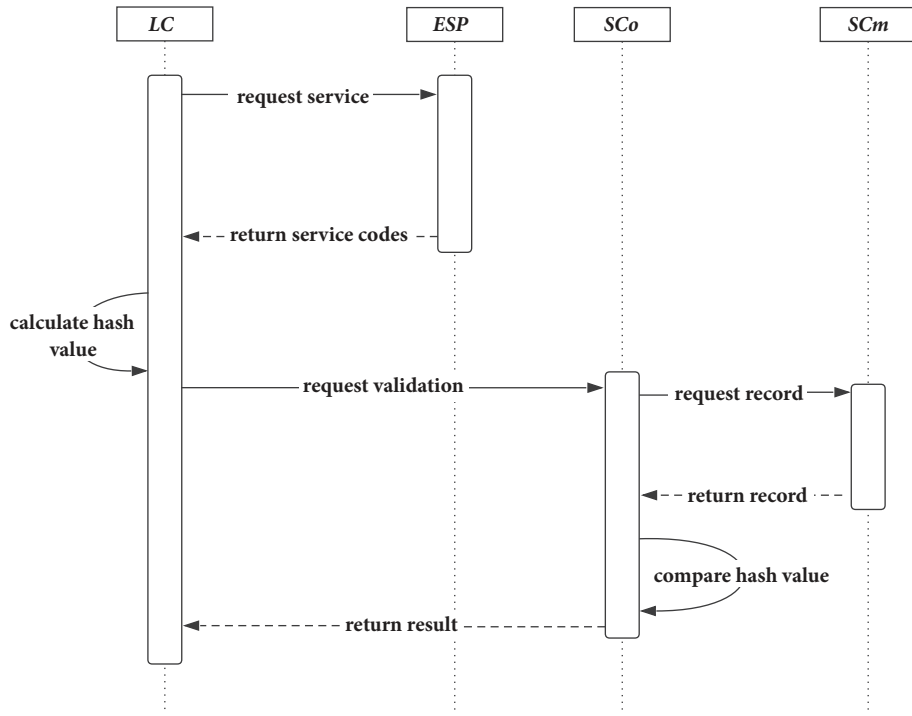 LC
ESP
SCo
SCm
request service
return service codes
calculate hash
value
request validation
request record
return record
compare hash value
return result